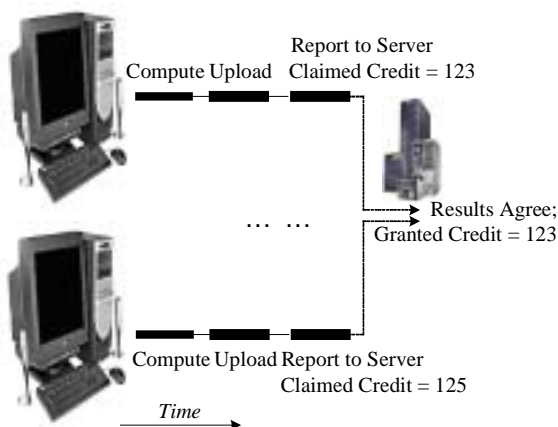 Report to Server
Compute Upload Claimed Credit = 123
Results Agree;
... ...
Granted Credit = 123
Compute Upload Report to Server
Claimed Credit = 125
Time